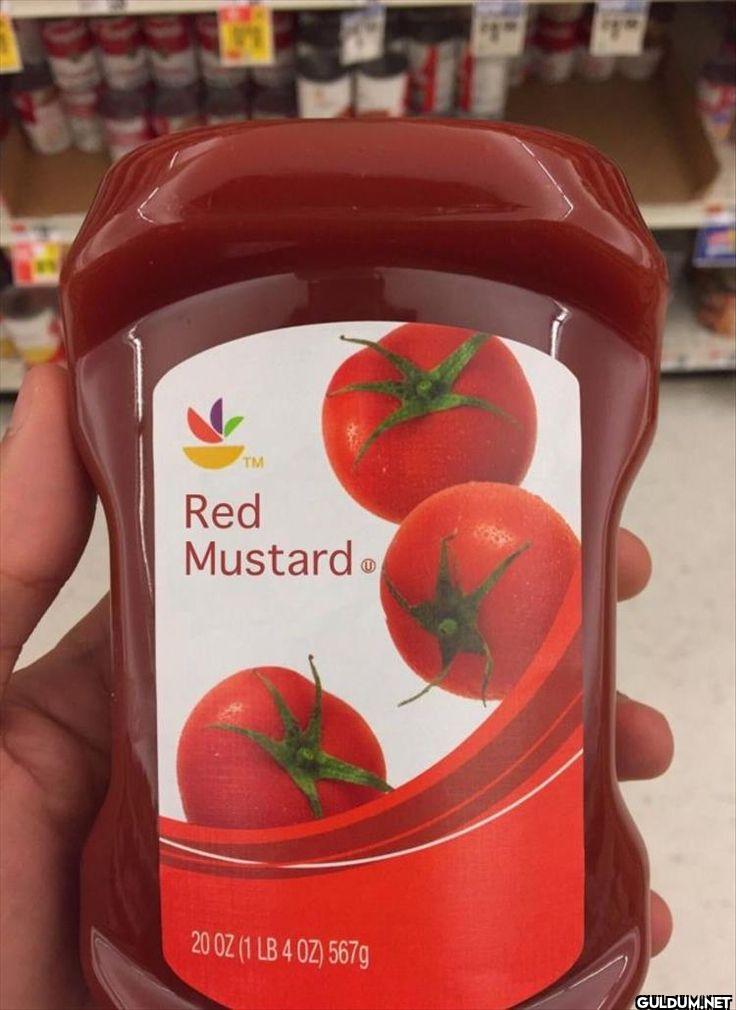 TM
Red
Mustard U
20 OZ (1 LB 4 OZ) 567g
GULDUM.NET